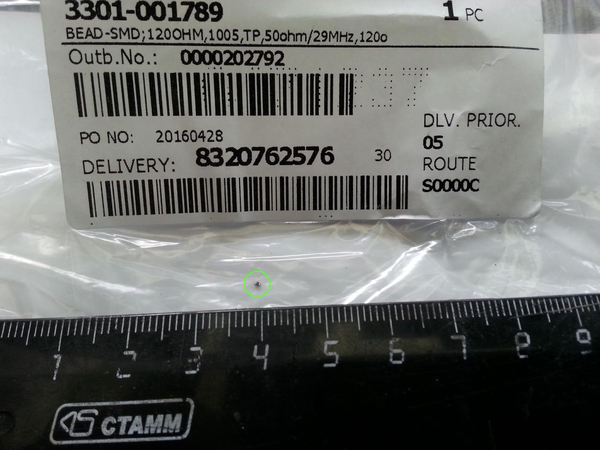 3301-001789 1 PC
BEAD-SMD;120OHM,1005,TP,50ohm/29MHz,120o
Outb.No.: 0000202792
PO NO: 20160428
DLV. PRIOR.
05
DELIVERY: 8320762576 30
ROUTE
S0000C
1 2 3 4 5 6 7 8 9
СТАММ